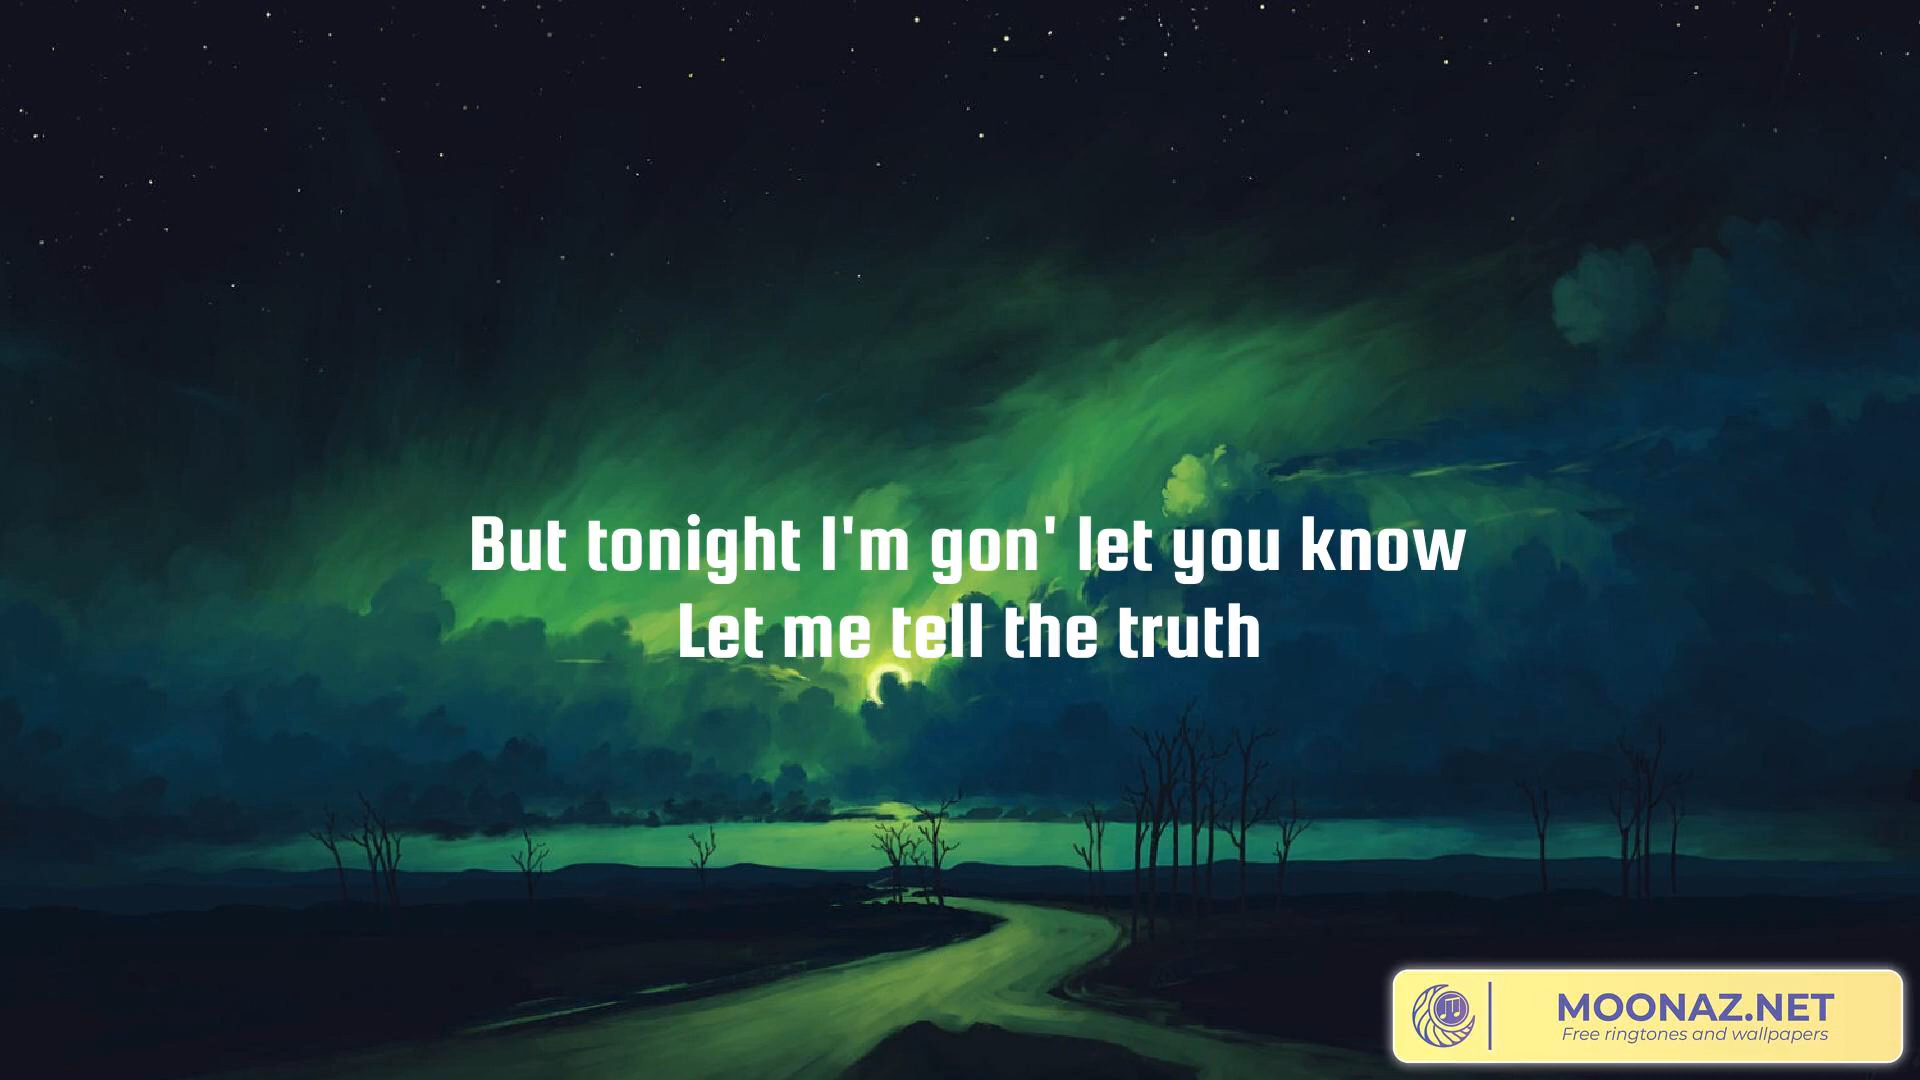 But tonight I'm gon' let you know
Let me tell the truth
MOONAZ.NET
Free ringtones and wallpapers